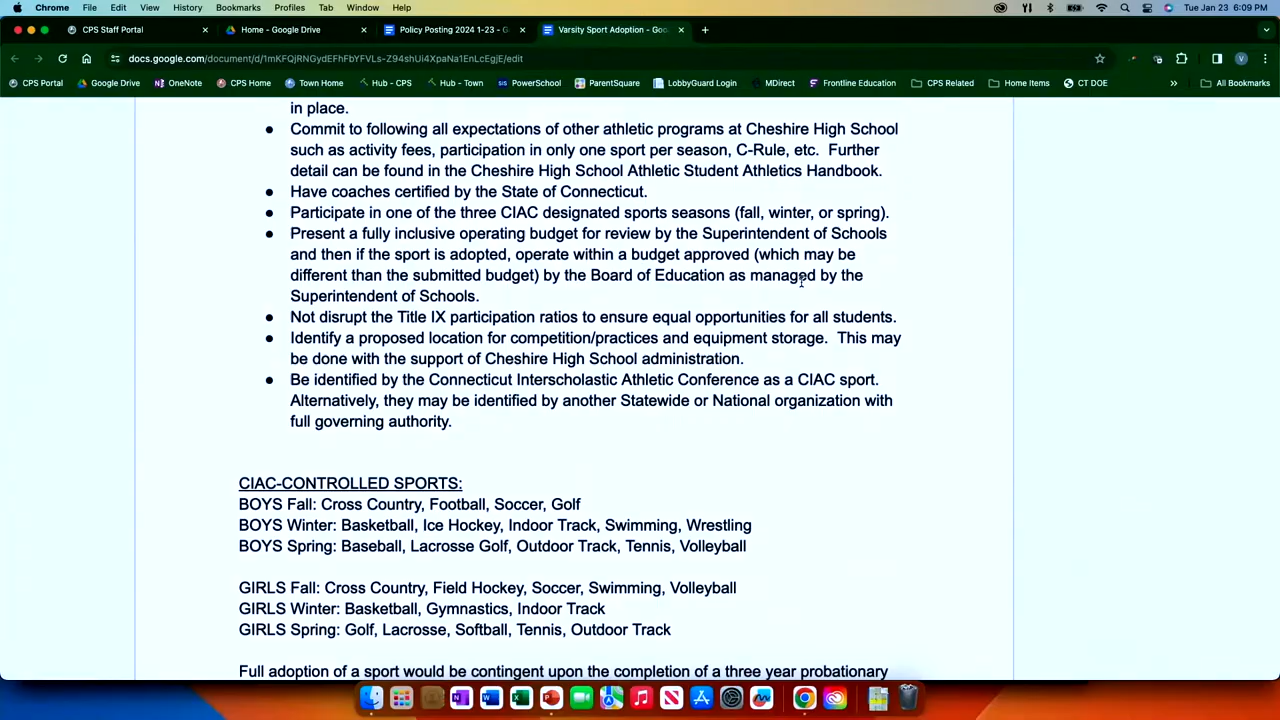 Chrome File Edit View History Bookmarks Profiles Tab Window Help Tue Jan 23 6:09 PM
CPS Staff Portal Home - Google Drive Policy Posting 2024 1-23 - G Varsity Sport Adoption - Goo
docs.google.com/document/d/1mKFQjRNGydEFhFbYFVLs-Z94shUi4XpaNa1EnLcEgjE/edit
CPS Portal Google Drive OneNote CPS Home Town Home Hub - CPS Hub - Town PowerSchool ParentSquare LobbyGuard Login MDirect Frontline Education CPS Related Home Items CT DOE All Bookmarks
in place.
● Commit to following all expectations of other athletic programs at Cheshire High School
such as activity fees, participation in only one sport per season, C-Rule, etc. Further
detail can be found in the Cheshire High School Athletic Student Athletics Handbook.
● Have coaches certified by the State of Connecticut.
● Participate in one of the three CIAC designated sports seasons (fall, winter, or spring).
● Present a fully inclusive operating budget for review by the Superintendent of Schools
and then if the sport is adopted, operate within a budget approved (which may be
different than the submitted budget) by the Board of Education as managed by the
Superintendent of Schools.
● Not disrupt the Title IX participation ratios to ensure equal opportunities for all students.
● Identify a proposed location for competition/practices and equipment storage. This may
be done with the support of Cheshire High School administration.
● Be identified by the Connecticut Interscholastic Athletic Conference as a CIAC sport.
Alternatively, they may be identified by another Statewide or National organization with
full governing authority.
CIAC-CONTROLLED SPORTS:
BOYS Fall: Cross Country, Football, Soccer, Golf
BOYS Winter: Basketball, Ice Hockey, Indoor Track, Swimming, Wrestling
BOYS Spring: Baseball, Lacrosse Golf, Outdoor Track, Tennis, Volleyball
GIRLS Fall: Cross Country, Field Hockey, Soccer, Swimming, Volleyball
GIRLS Winter: Basketball, Gymnastics, Indoor Track
GIRLS Spring: Golf, Lacrosse, Softball, Tennis, Outdoor Track
Full adoption of a sport would be contingent upon the completion of a three year probationary